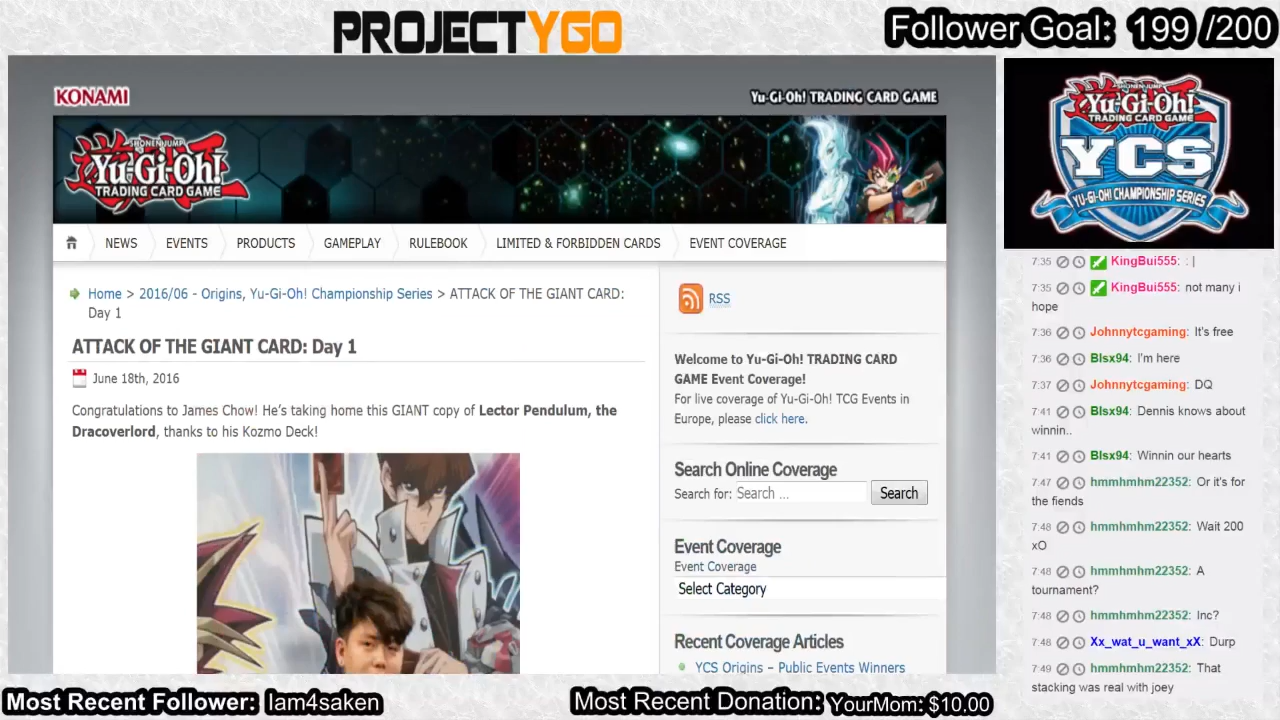 PROJECTYGO
Follower Goal: 199 /200
KONAMI
Yu-Gi-Oh! TRADING CARD GAME
SHONEN JUMP
Yu-Gi-Oh!
TRADING CARD GAME
NEWS
EVENTS
PRODUCTS
GAMEPLAY
RULEBOOK
LIMITED & FORBIDDEN CARDS
EVENT COVERAGE
Home > 2016/06 - Origins, Yu-Gi-Oh! Championship Series > ATTACK OF THE GIANT CARD:
Day 1
ATTACK OF THE GIANT CARD: Day 1
June 18th, 2016
Congratulations to James Chow! He's taking home this GIANT copy of Lector Pendulum, the
Dracoverlord, thanks to his Kozmo Deck!
RSS
Welcome to Yu-Gi-Oh! TRADING CARD
GAME Event Coverage!
For live coverage of Yu-Gi-Oh! TCG Events in
Europe, please click here.
Search Online Coverage
Search for: Search ...
Search
Event Coverage
Event Coverage
Select Category
Recent Coverage Articles
YCS Origins – Public Events Winners
SHONEN JUMP
Yu-Gi-Oh!
TRADING CARD GAME
YCS
YU-GI-OH! CHAMPIONSHIP SERIES
7:35 KingBui555: : |
7:35 KingBui555: not many i
hope
7:36 Johnnytcgaming: It's free
7:36 Blsx94: I'm here
7:37 Johnnytcgaming: DQ
7:41 Blsx94: Dennis knows about
winnin..
7:41 Blsx94: Winnin our hearts
7:47 hmmhmhm22352: Or it's for
the fiends
7:48 hmmhmhm22352: Wait 200
xO
7:48 hmmhmhm22352: A
tournament?
7:48 hmmhmhm22352: Inc?
7:48 Xx_wat_u_want_xX: Durp
7:49 hmmhmhm22352: That
stacking was real with joey
Most Recent Follower: Iam4saken
Most Recent Donation: YourMom: $10.00